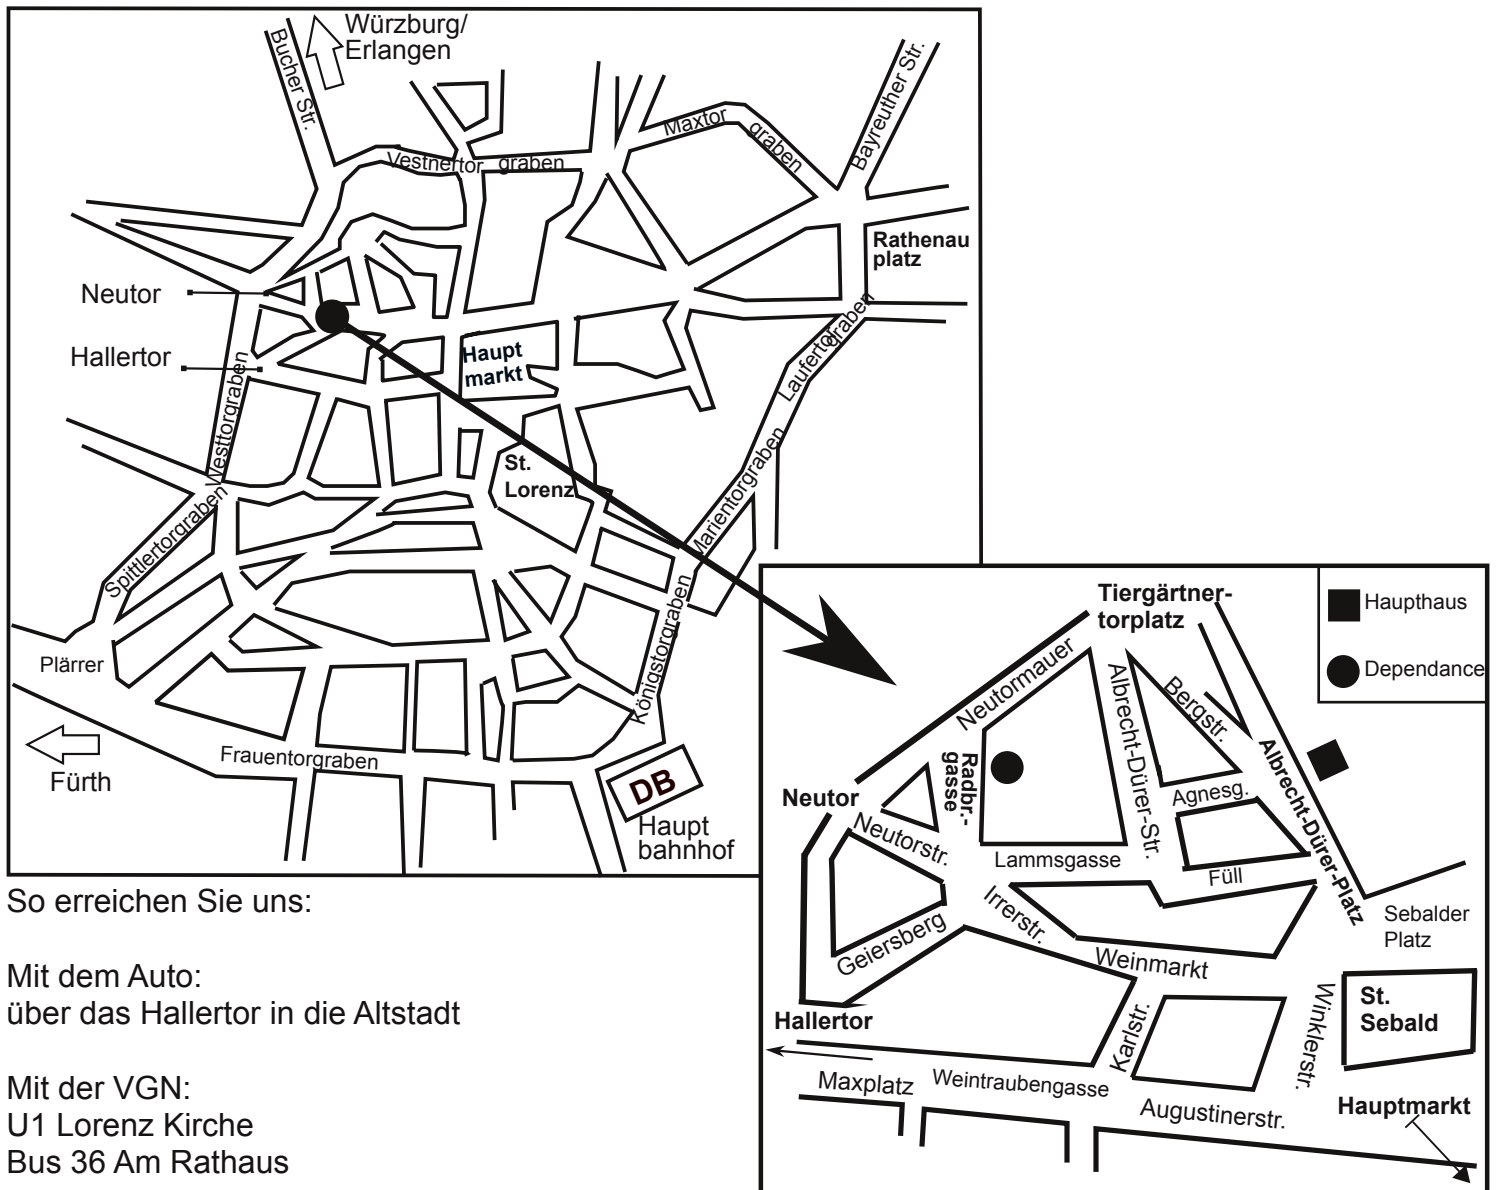 Würzburg/
Erlangen
Bucher Str.
Vestnertor graben
Maxtor graben
Bayreuther Str.
Rathenau
platz
Neutor
Hallertor
Haupt
markt
Laufertorgraben
Westtorgraben
St.
Lorenz
Marientorgraben
Spittlertorgraben
Königstorgraben
Plärrer
Frauentorgraben
Fürth
DB
Haupt
bahnhof
Tiergärtner-
torplatz
Haupthaus
Dependance
Neutormauer
Albrecht-Dürer-Str.
Bergstr.
Radbr.-
gasse
Albrecht-Dürer-Platz
Neutor
Agnesg.
Neutorstr.
Lammsgasse
Füll
Irrerstr.
Sebalder
Platz
Geiersberg
Weinmarkt
St.
Sebald
Hallertor
Karlstr.
Winklerstr.
Maxplatz
Weintraubengasse
Augustinerstr.
Hauptmarkt
So erreichen Sie uns:
Mit dem Auto:
über das Hallertor in die Altstadt
Mit der VGN:
U1 Lorenz Kirche
Bus 36 Am Rathaus